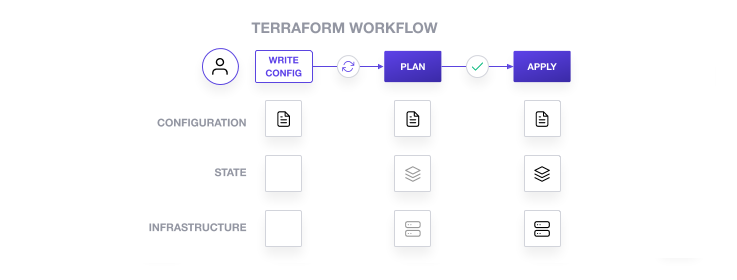 TERRAFORM WORKFLOW
WRITE
CONFIG
PLAN
APPLY
CONFIGURATION
STATE
INFRASTRUCTURE